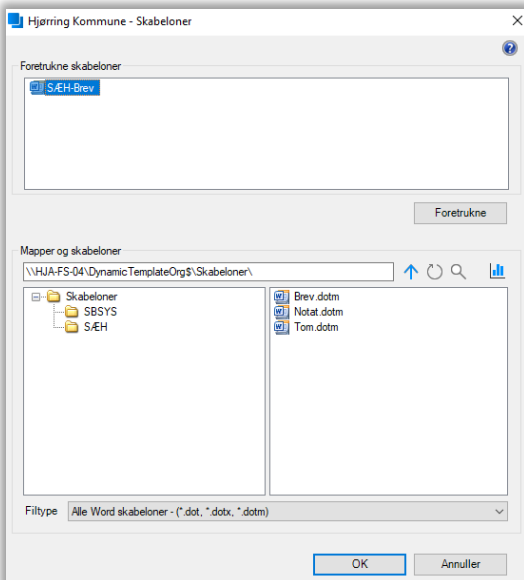 Hjørring Kommune - Skabeloner
Foretrukne skabeloner
SÆH-Brev
Foretrukne
Mapper og skabeloner
\\HJA-FS-04\DynamicTemplateOrg$\Skabeloner\
Skabeloner
SBSYS
SÆH
Brev.dotm
Notat.dotm
Tom.dotm
Filtype Alle Word skabeloner - (*.dot, *.dotx, *.dotm)
OK Annuller